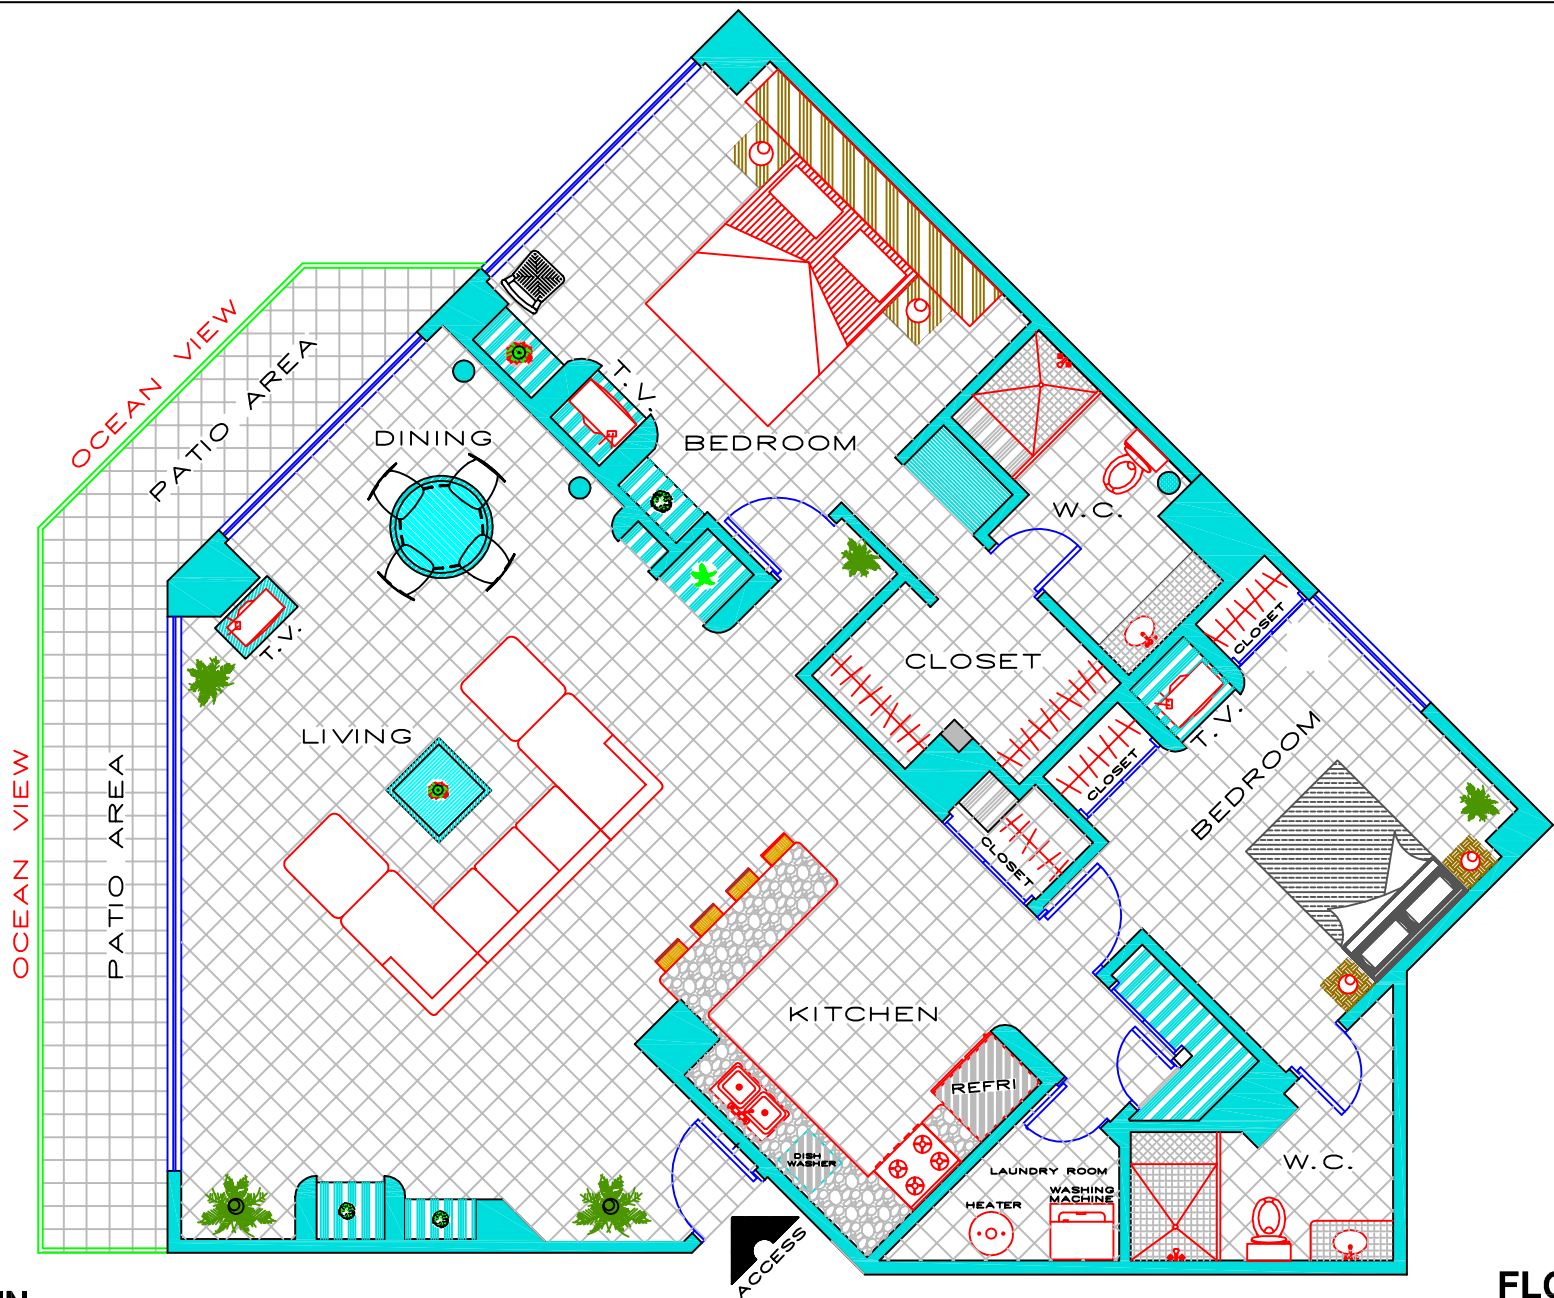 OCEAN VIEW
PATIO AREA
T.V.
DINING
BEDROOM
W.C.
CLOSET
CLOSET
T.V.
LIVING
OCEAN VIEW
PATIO AREA
T.V.
CLOSET
BEDROOM
CLOSET
KITCHEN
REFRI
DISH
WASHER
LAUNDRY ROOM
WASHING
MACHINE
HEATER
W.C.
ACCESS
FLO